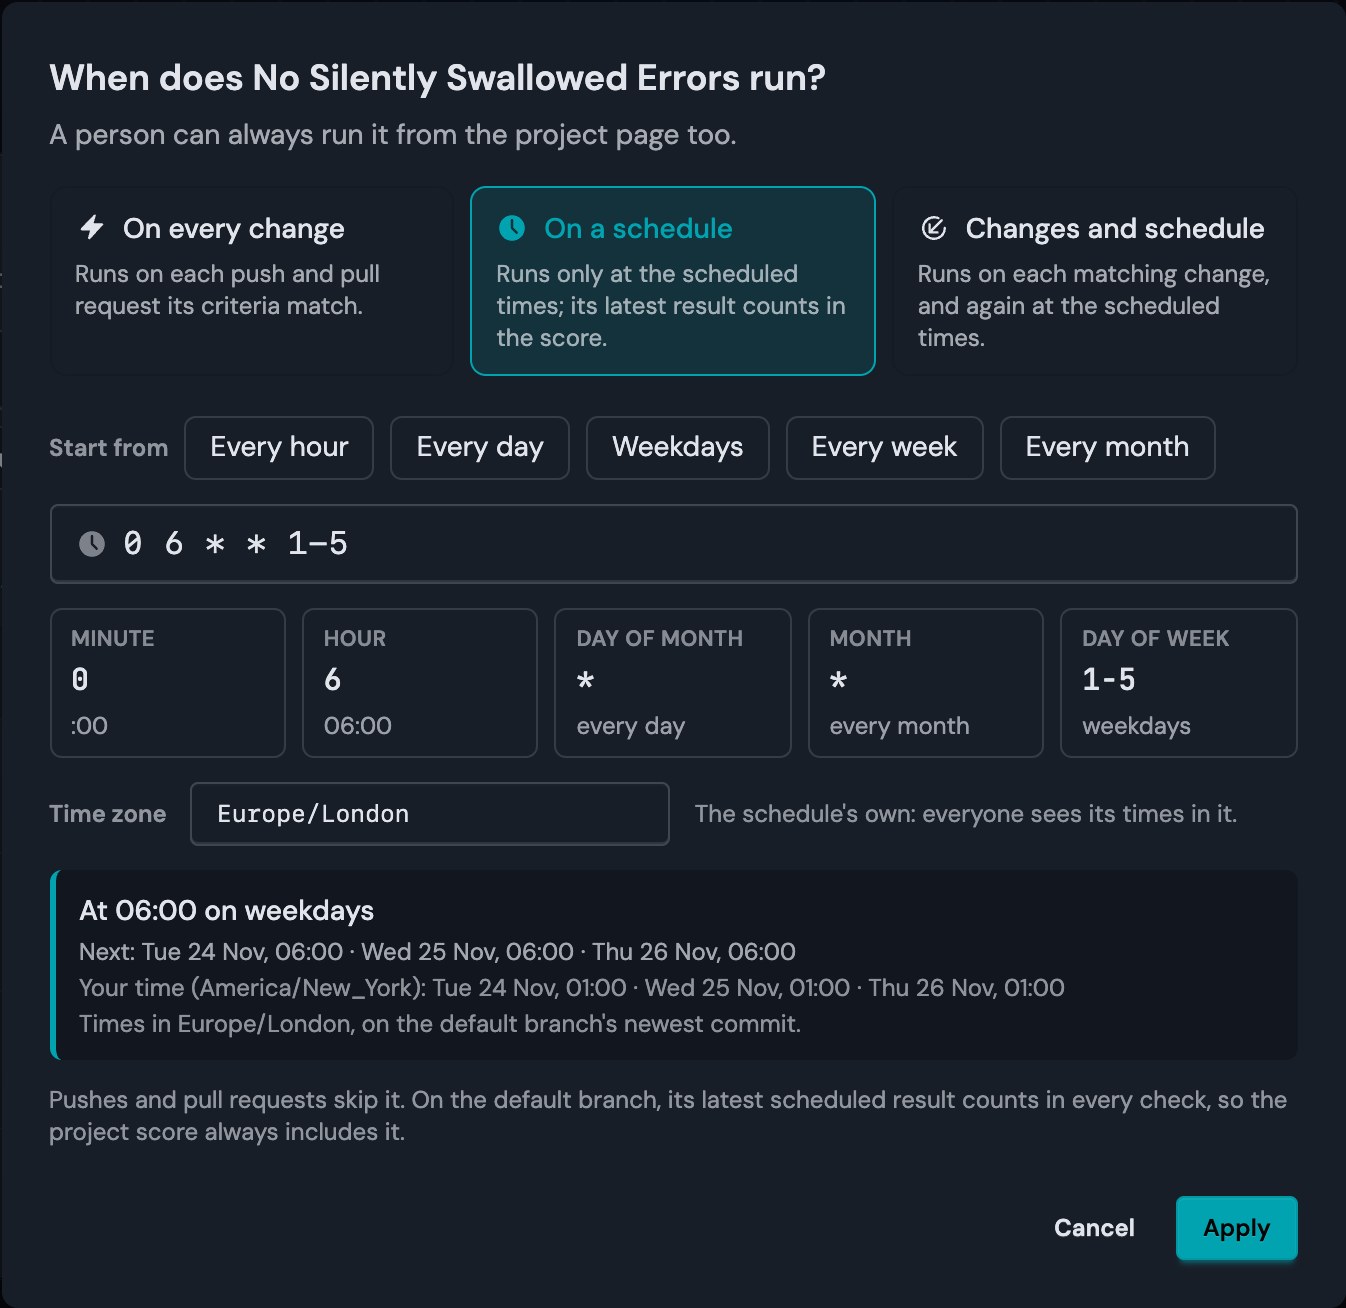 When does No Silently Swallowed Errors run?
A person can always run it from the project page too.
On every change
Runs on each push and pull
request its criteria match.
On a schedule
Runs only at the scheduled
times; its latest result counts in
the score.
Changes and schedule
Runs on each matching change,
and again at the scheduled
times.
Start from
Every hour
Every day
Weekdays
Every week
Every month
0 6 * * 1-5
MINUTE
0
:00
HOUR
6
06:00
DAY OF MONTH
*
every day
MONTH
*
every month
DAY OF WEEK
1-5
weekdays
Time zone
Europe/London
The schedule's own: everyone sees its times in it.
At 06:00 on weekdays
Next: Tue 24 Nov, 06:00 · Wed 25 Nov, 06:00 · Thu 26 Nov, 06:00
Your time (America/New_York): Tue 24 Nov, 01:00 · Wed 25 Nov, 01:00 · Thu 26 Nov, 01:00
Times in Europe/London, on the default branch's newest commit.
Pushes and pull requests skip it. On the default branch, its latest scheduled result counts in every check, so the
project score always includes it.
Cancel
Apply